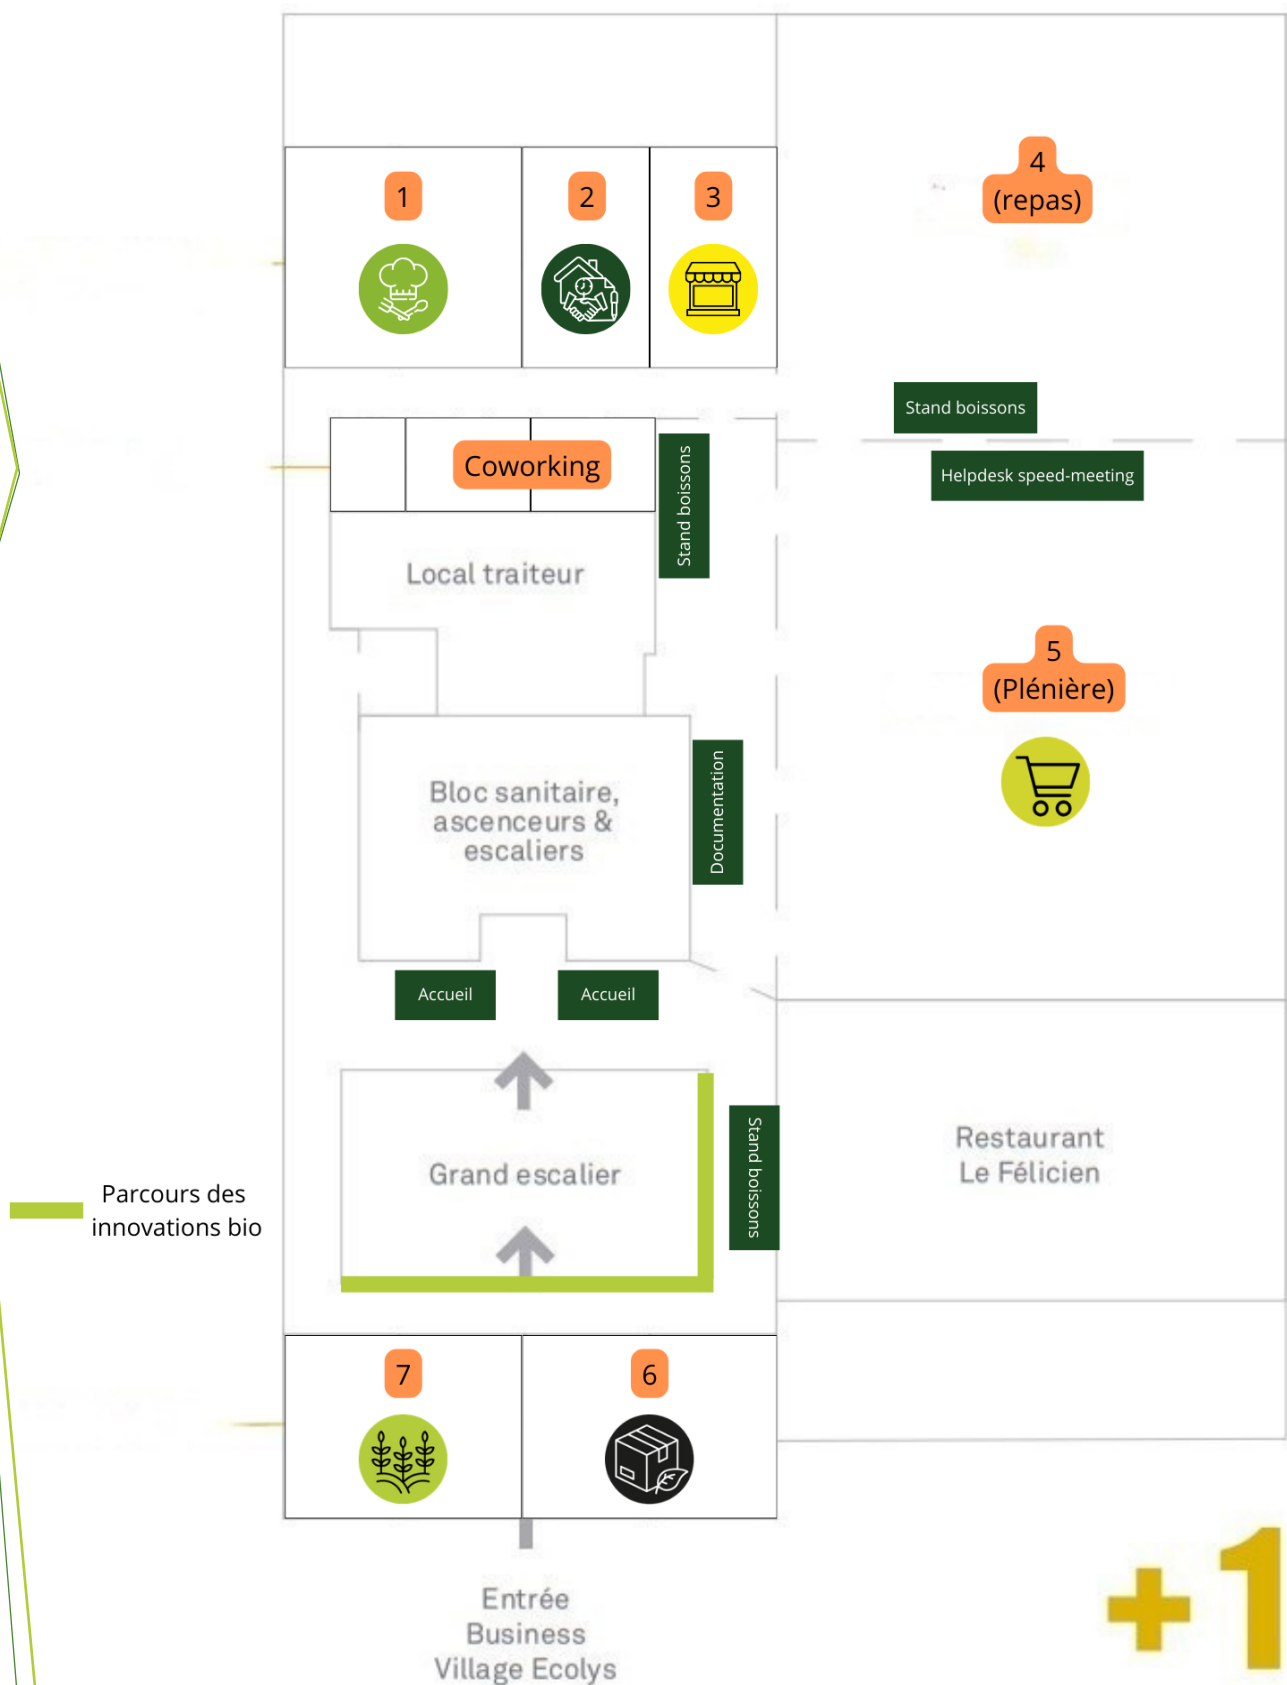 1
2
3
4
(repas)
Stand boissons
Coworking
Stand boissons
Helpdesk speed-meeting
Local traiteur
5
(Plénière)
Bloc sanitaire,
ascenceurs &
escaliers
Documentation
Accueil
Accueil
Grand escalier
Stand boissons
Restaurant
Le Félicien
Parcours des
innovations bio
7
6
Entrée
Business
Village Ecolys
+1